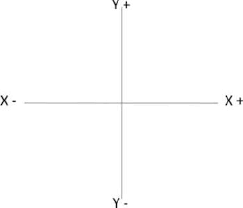 Y +
X -
X +
Y -